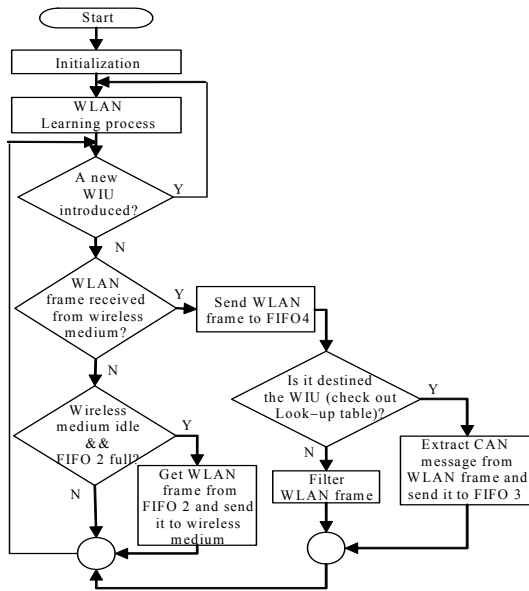 Start
Initialization
WLAN
Learning process
A new
WIU
introduced?
Y
N
WLAN
frame received
from wireless
medium?
Y
N
Send WLAN
frame to FIFO4
Is it destined
the WIU (check out
Look-up table)?
Y
N
Wireless
medium idle
&&
FIFO 2 full?
Y
N
Get WLAN
frame from
FIFO 2 and send
it to wireless
medium
Filter
WLAN frame
Extract CAN
message from
WLAN frame and
send it to FIFO 3